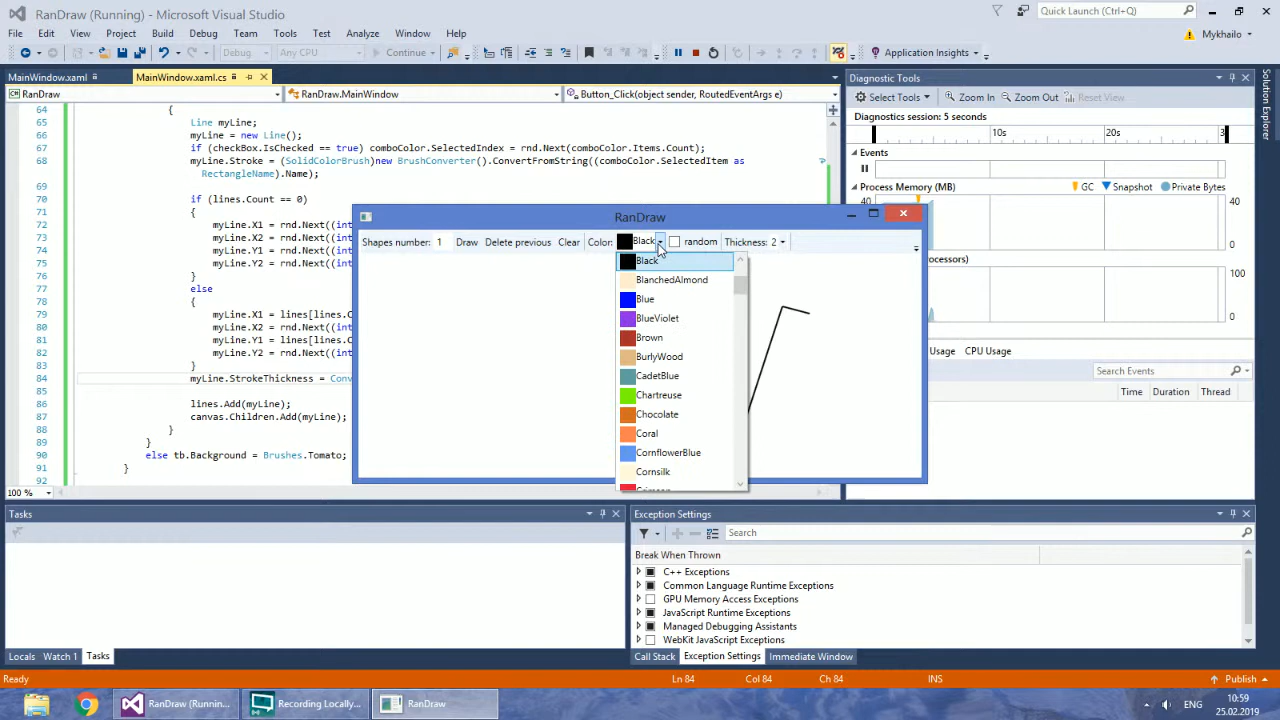 RanDraw (Running) - Microsoft Visual Studio
Quick Launch (Ctrl+Q)
File Edit View Project Build Debug Team Tools Test Analyze Window Help
Mykhailo
Debug Any CPU Continue Application Insights
MainWindow.xaml MainWindow.xaml.cs
RanDraw RanDraw.MainWindow Button_Click(object sender, RoutedEventArgs e)
64 {
65 Line myLine;
66 myLine = new Line();
67 if (checkBox.IsChecked == true) comboColor.SelectedIndex = rnd.Next(comboColor.Items.Count);
68 myLine.Stroke = (SolidColorBrush)new BrushConverter().ConvertFromString((comboColor.SelectedItem as
RectangleName).Name);
69
70 if (lines.Count == 0)
71 {
72 myLine.X1 = rnd.Next((int
73 myLine.X2 = rnd.Next((int
74 myLine.Y1 = rnd.Next((int
75 myLine.Y2 = rnd.Next((int
76 }
77 else
78 {
79 myLine.X1 = lines[lines.C
80 myLine.X2 = rnd.Next((int
81 myLine.Y1 = lines[lines.C
82 myLine.Y2 = rnd.Next((int
83 }
84 myLine.StrokeThickness = Conv
85
86 lines.Add(myLine);
87 canvas.Children.Add(myLine);
88 }
89 }
90 else tb.Background = Brushes.Tomato;
91 }
92
100 %
RanDraw
Shapes number: 1 Draw Delete previous Clear Color: Black random Thickness: 2
Black
BlanchedAlmond
Blue
BlueViolet
Brown
BurlyWood
CadetBlue
Chartreuse
Chocolate
Coral
CornflowerBlue
Cornsilk
Crimson
Diagnostic Tools
Select Tools Zoom In Zoom Out Reset View
Diagnostics session: 5 seconds
10s 20s 3
Events
Process Memory (MB) GC Snapshot Private Bytes
40 40
0 0
ocessors)
100
0
Usage CPU Usage
Search Events
Time Duration Thread
Solution Explorer
Tasks
Exception Settings
Search
Break When Thrown
C++ Exceptions
Common Language Runtime Exceptions
GPU Memory Access Exceptions
JavaScript Runtime Exceptions
Managed Debugging Assistants
WebKit JavaScript Exceptions
Locals Watch 1 Tasks
Call Stack Exception Settings Immediate Window
Ready Ln 84 Col 84 Ch 84 INS Publish
RanDraw (Runnin... Recording Locally... RanDraw
ENG 10:59
25.02.2019